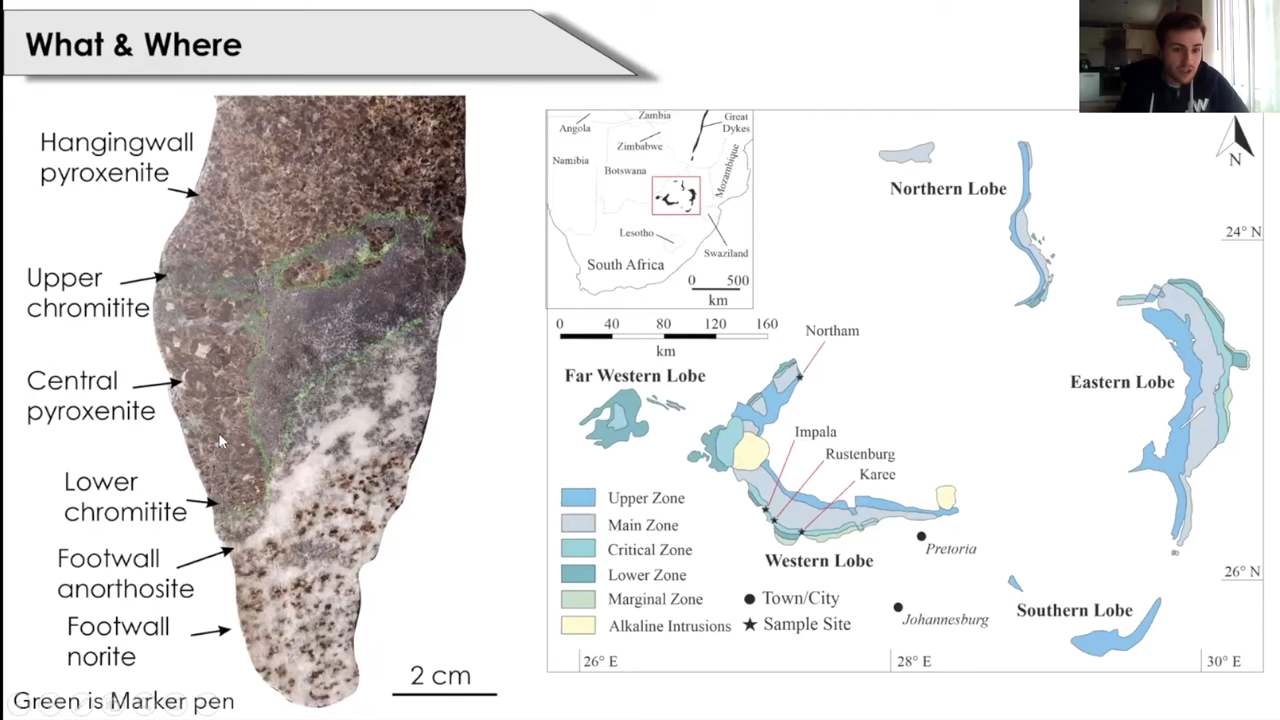 What & Where
Hangingwall
pyroxenite
Upper
chromitite
Central
pyroxenite
Lower
chromitite
Footwall
anorthosite
Footwall
norite
2 cm
Green is Marker pen
Zambia
Angola
Great
Dykes
Zimbabwe
Namibia
Botswana
Mozambique
Lesotho
Swaziland
South Africa
0 500
km
N
0 40 80 120 160
km
Northern Lobe
24° N
Northam
Far Western Lobe
Eastern Lobe
Impala
Rustenburg
Karee
Upper Zone
Main Zone
Critical Zone
Lower Zone
Marginal Zone
Alkaline Intrusions
Western Lobe
Pretoria
26° N
Town/City
Sample Site
Johannesburg
Southern Lobe
26° E
28° E
30° E